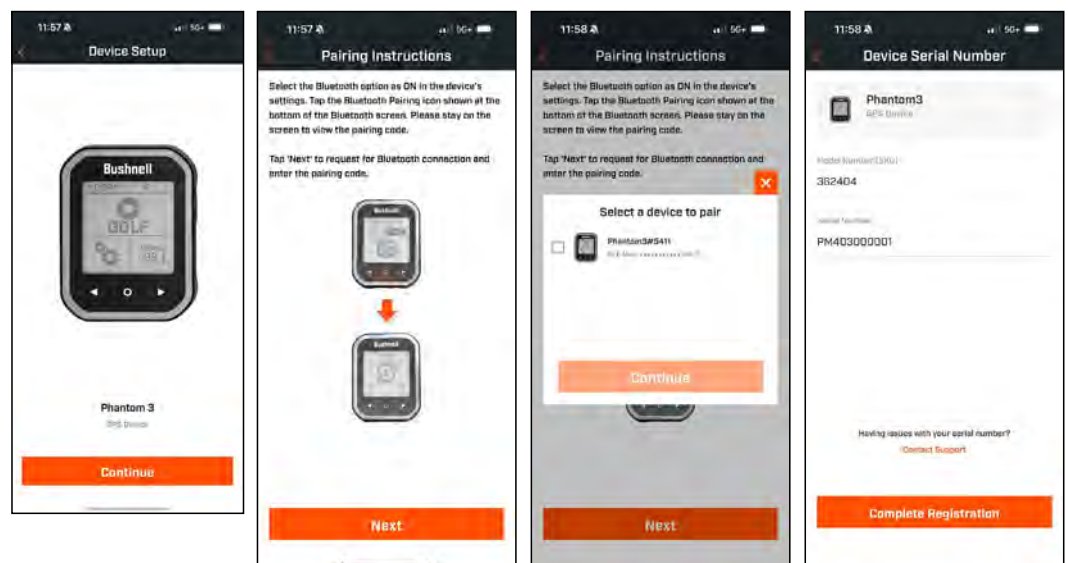 11:57
5G+
Device Setup
Bushnell
GOLF
Phantom 3
GPS Device
Continue
11:57
5G+
Pairing Instructions
Select the Bluetooth option as ON in the device's
settings. Tap the Bluetooth Pairing icon shown at the
bottom of the Bluetooth screen. Please stay on the
screen to view the pairing code.
Tap 'Next' to request for Bluetooth connection and
enter the pairing code.
Bushnell
Bushnell
Next
11:58
5G+
Pairing Instructions
Select the Bluetooth option as ON in the device's
settings. Tap the Bluetooth Pairing icon shown at the
bottom of the Bluetooth screen. Please stay on the
screen to view the pairing code.
Tap 'Next' to request for Bluetooth connection and
enter the pairing code.
Select a device to pair
Phantom3#5411
Continue
Next
11:58
5G+
Device Serial Number
Phantom3
GPS Device
Model Number(SKU)
362404
Serial Number
PM403000001
Having issues with your serial number?
Contact Support
Complete Registration